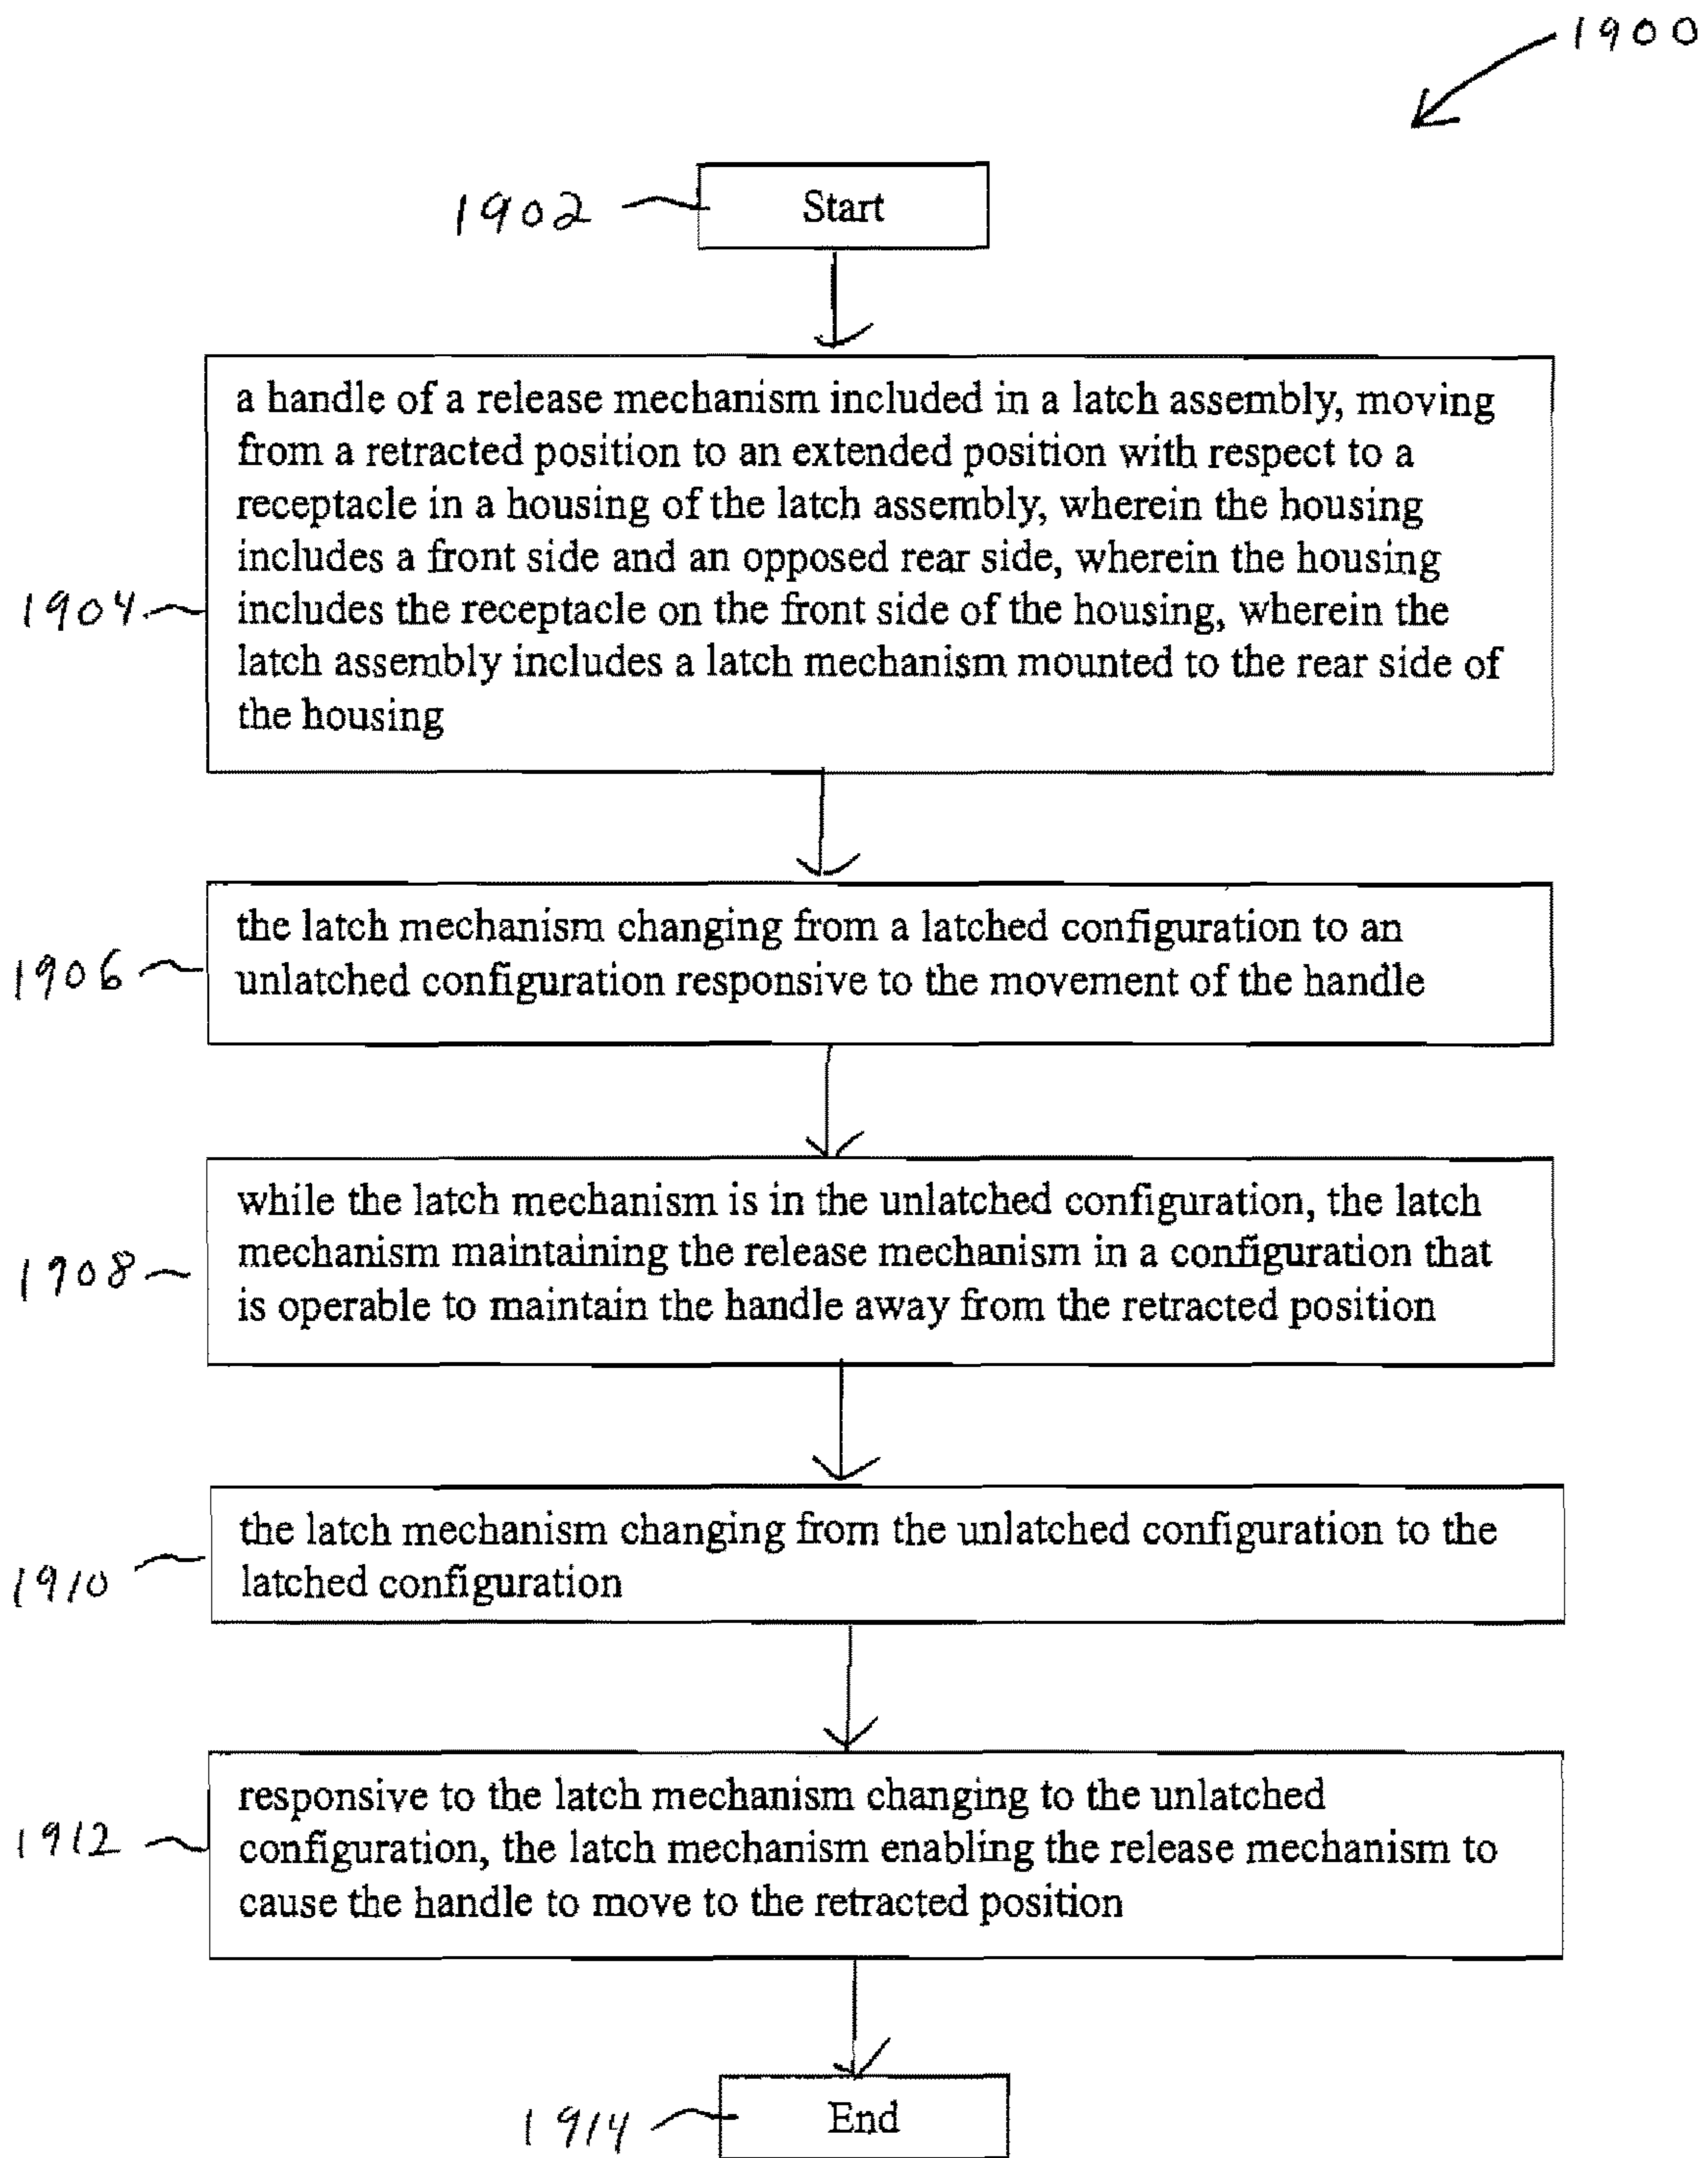 1900
1902
Start
a handle of a release mechanism included in a latch assembly, moving
from a retracted position to an extended position with respect to a
receptacle in a housing of the latch assembly, wherein the housing
includes a front side and an opposed rear side, wherein the housing
includes the receptacle on the front side of the housing, wherein the
latch assembly includes a latch mechanism mounted to the rear side of
the housing
1904
the latch mechanism changing from a latched configuration to an
unlatched configuration responsive to the movement of the handle
1906
while the latch mechanism is in the unlatched configuration, the latch
mechanism maintaining the release mechanism in a configuration that
is operable to maintain the handle away from the retracted position
1908
the latch mechanism changing from the unlatched configuration to the
latched configuration
1910
responsive to the latch mechanism changing to the unlatched
configuration, the latch mechanism enabling the release mechanism to
cause the handle to move to the retracted position
1912
End
1914